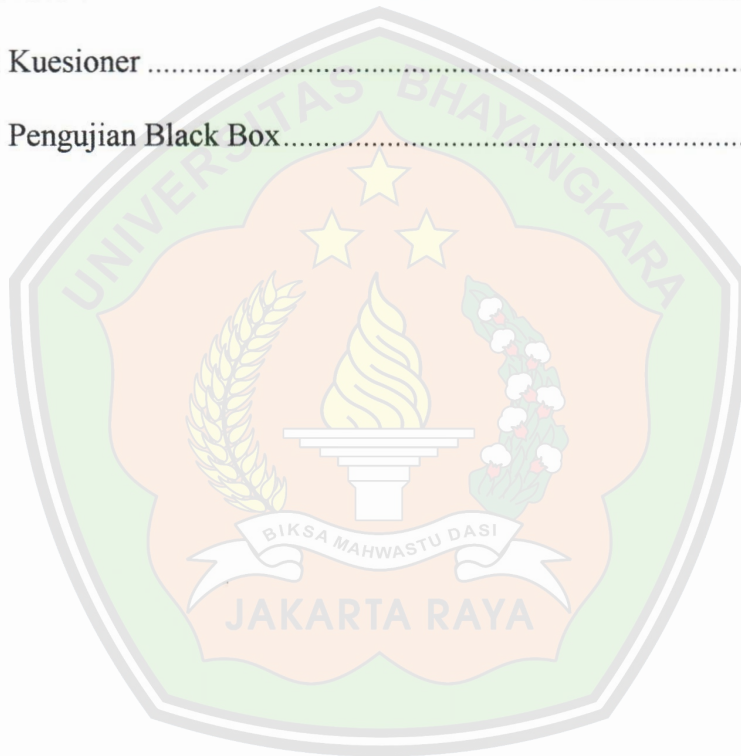 Kuesioner ........................................................................
Pengujian Black Box.......................................................
UNIVERSITAS BHAYANGKARA
BIKSA MAHWASTU DASI
JAKARTA RAYA